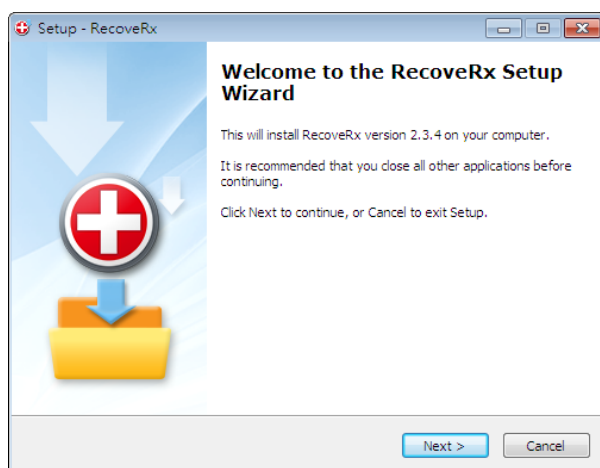 Setup - RecoveRx
Welcome to the RecoveRx Setup
Wizard
This will install RecoveRx version 2.3.4 on your computer.
It is recommended that you close all other applications before
continuing.
Click Next to continue, or Cancel to exit Setup.
Next >
Cancel